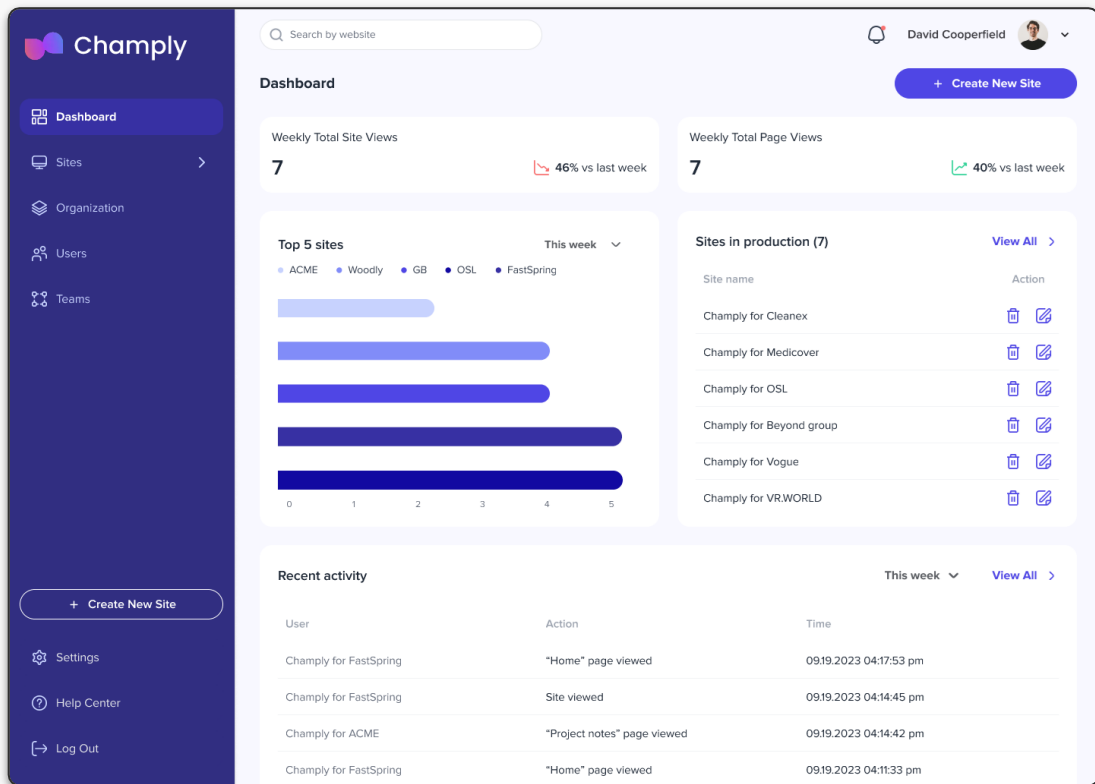 Champly
Dashboard
Sites
Organization
Users
Teams
+ Create New Site
Settings
Help Center
Log Out
Search by website
David Cooperfield
Dashboard
+ Create New Site
Weekly Total Site Views
7
46% vs last week
Weekly Total Page Views
7
40% vs last week
Top 5 sites
This week
ACME Woodly GB OSL FastSpring
0 1 2 3 4 5
Sites in production (7)
View All
Site name Action
Champly for Cleanex
Champly for Medicover
Champly for OSL
Champly for Beyond group
Champly for Vogue
Champly for VR.WORLD
Recent activity
This week
View All
User Action Time
Champly for FastSpring “Home” page viewed 09.19.2023 04:17:53 pm
Champly for FastSpring Site viewed 09.19.2023 04:14:45 pm
Champly for ACME “Project notes” page viewed 09.19.2023 04:14:42 pm
Champly for FastSpring “Home” page viewed 09.19.2023 04:11:33 pm